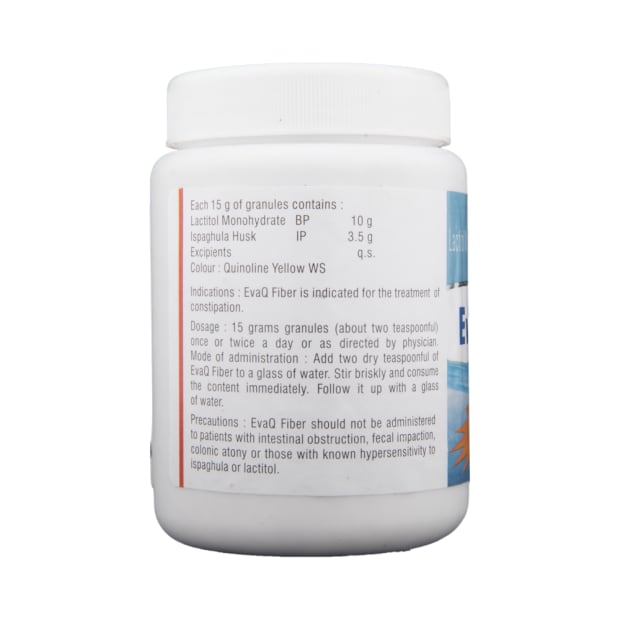 Each 15 g of granules contains :
Lactitol Monohydrate BP 10 g
Ispaghula Husk IP 3.5 g
Excipients q.s.
Colour : Quinoline Yellow WS
Indications : EvaQ Fiber is indicated for the treatment of
constipation.
Dosage : 15 grams granules (about two teaspoonful)
once or twice a day or as directed by physician.
Mode of administration : Add two dry teaspoonful of
EvaQ Fiber to a glass of water. Stir briskly and consume
the content immediately. Follow it up with a glass
of water.
Precautions : EvaQ Fiber should not be administered
to patients with intestinal obstruction, fecal impaction,
colonic atony or those with known hypersensitivity to
ispaghula or lactitol.